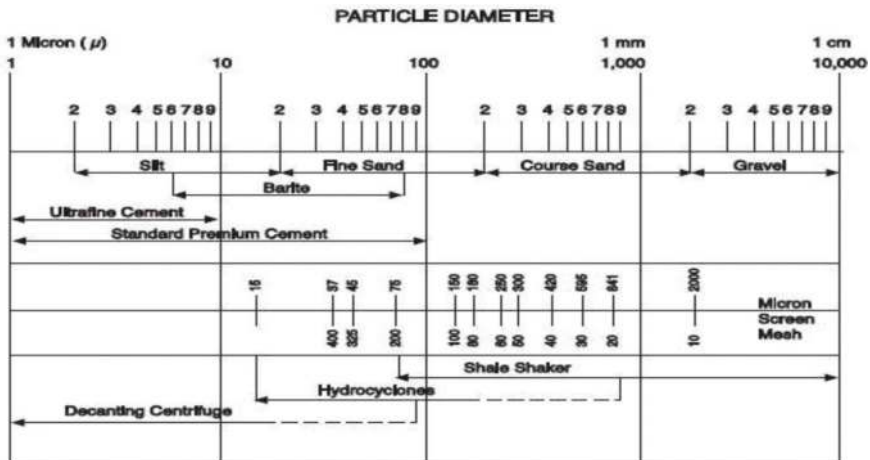 PARTICLE DIAMETER
1 Micron ( μ) 1 mm 1 cm
1 10 100 1,000 10,000
2 3 4 5 6 7 8 9 2 3 4 5 6 7 8 9 2 3 4 5 6 7 8 9 2 3 4 5 6 7 8 9
Silt Fine Sand Course Sand Gravel
Barite
Ultrafine Cement
Standard Premium Cement
15 37 45 75 150 180 250 300 420 595 841 2000 Micron
Screen
400 325 200 100 80 60 50 40 30 20 10 Mesh
Shale Shaker
Hydrocyclones
Decanting Centrifuge